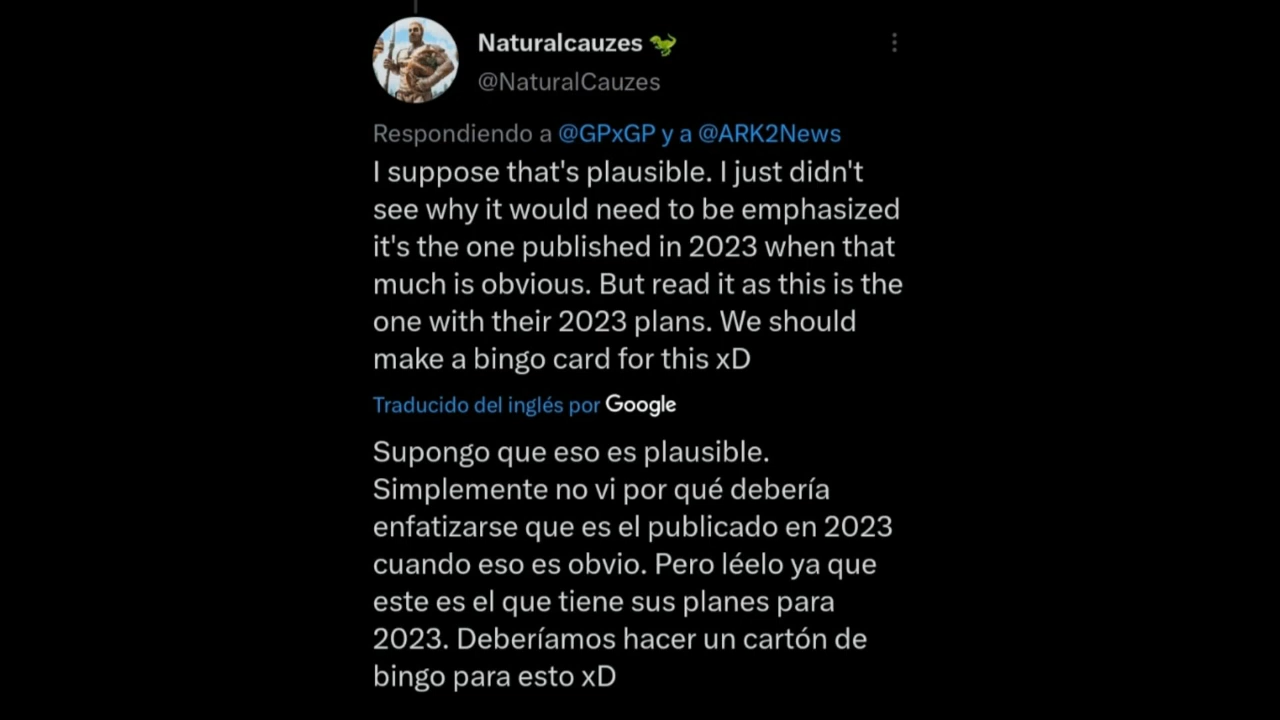 Naturalcauzes 🦖
@NaturalCauzes
Respondiendo a @GPxGP y a @ARK2News
I suppose that's plausible. I just didn't
see why it would need to be emphasized
it's the one published in 2023 when that
much is obvious. But read it as this is the
one with their 2023 plans. We should
make a bingo card for this xD
Traducido del inglés por Google
Supongo que eso es plausible.
Simplemente no vi por qué debería
enfatizarse que es el publicado en 2023
cuando eso es obvio. Pero léelo ya que
este es el que tiene sus planes para
2023. Deberíamos hacer un cartón de
bingo para esto xD